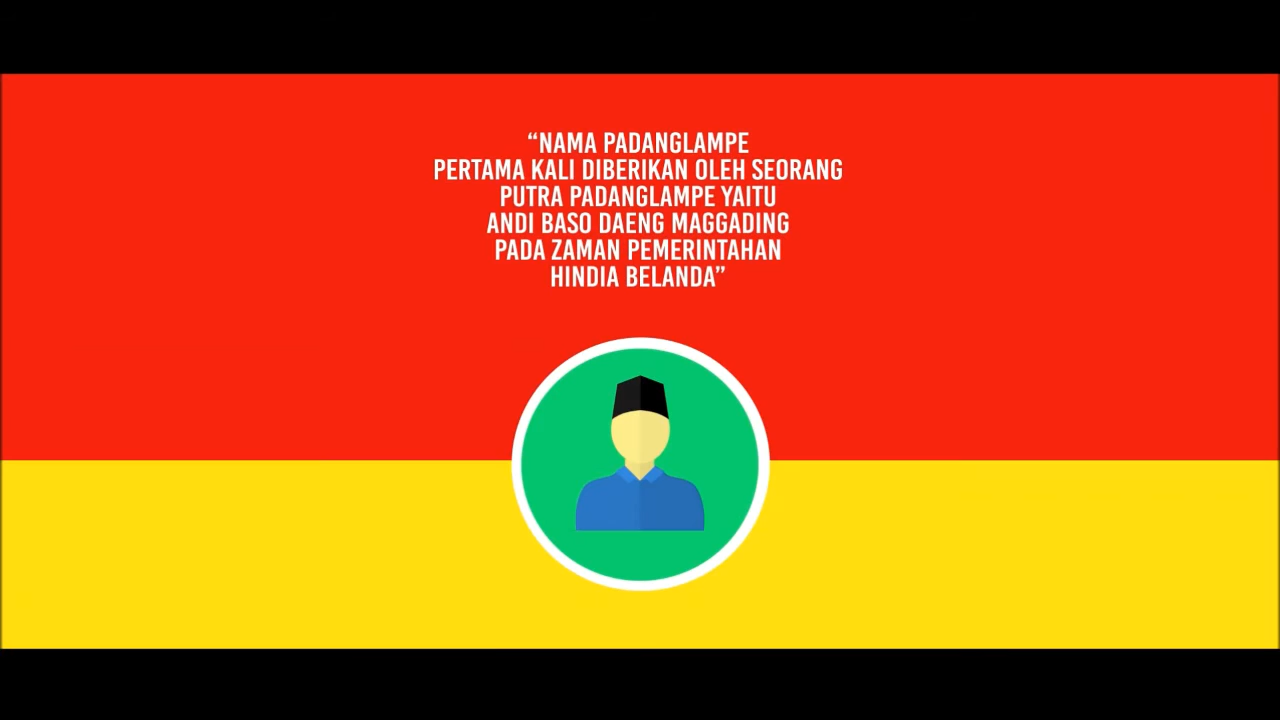 “NAMA PADANGLAMPE
PERTAMA KALI DIBERIKAN OLEH SEORANG
PUTRA PADANGLAMPE YAITU
ANDI BASO DAENG MAGGADING
PADA ZAMAN PEMERINTAHAN
HINDIA BELANDA”